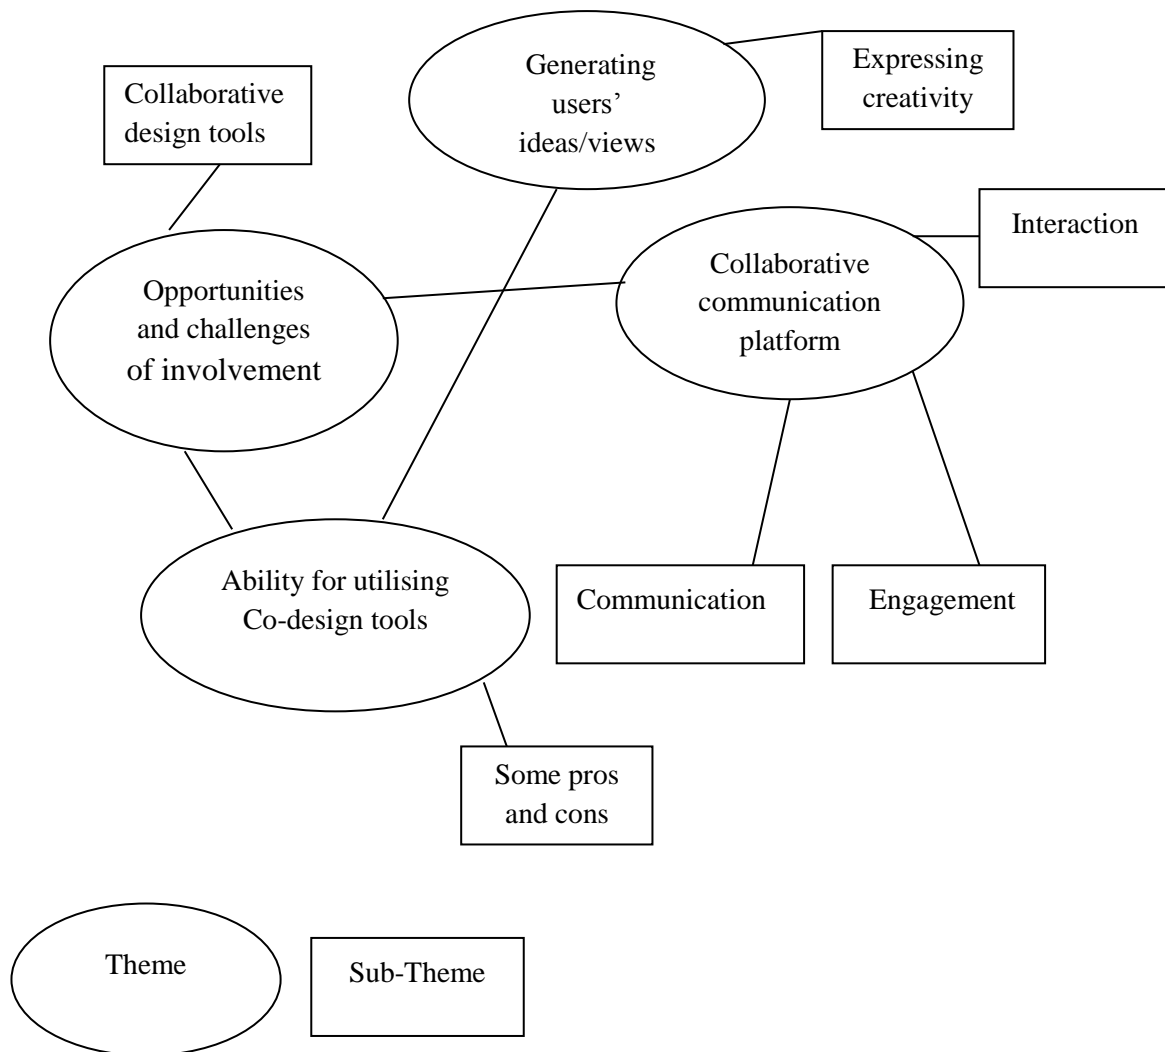 Generating
users’
ideas/views
Expressing
creativity
Collaborative
design tools
Interaction
Collaborative
communication
platform
Opportunities
and challenges
of involvement
Ability for utilising
Co-design tools
Communication
Engagement
Some pros
and cons
Theme
Sub-Theme